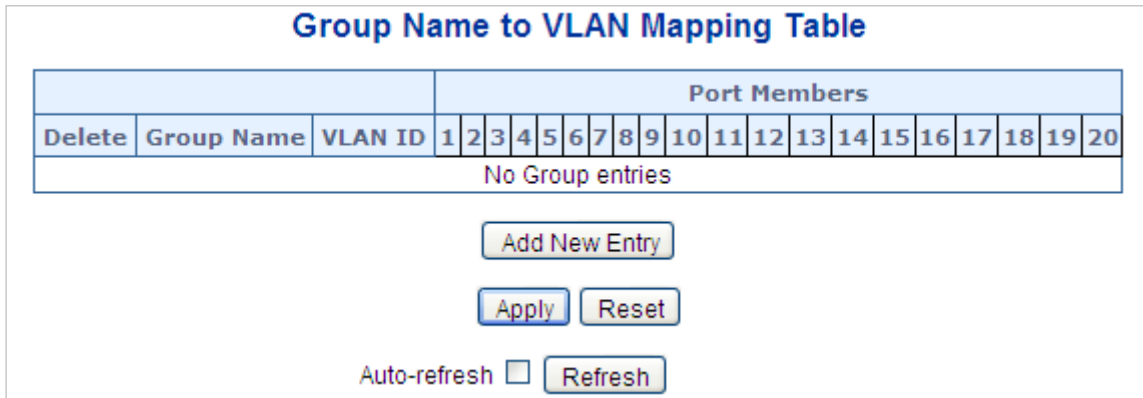 Group Name to VLAN Mapping Table
Port Members
Delete Group Name VLAN ID 1 2 3 4 5 6 7 8 9 10 11 12 13 14 15 16 17 18 19 20
No Group entries
Add New Entry
Apply Reset
Auto-refresh Refresh